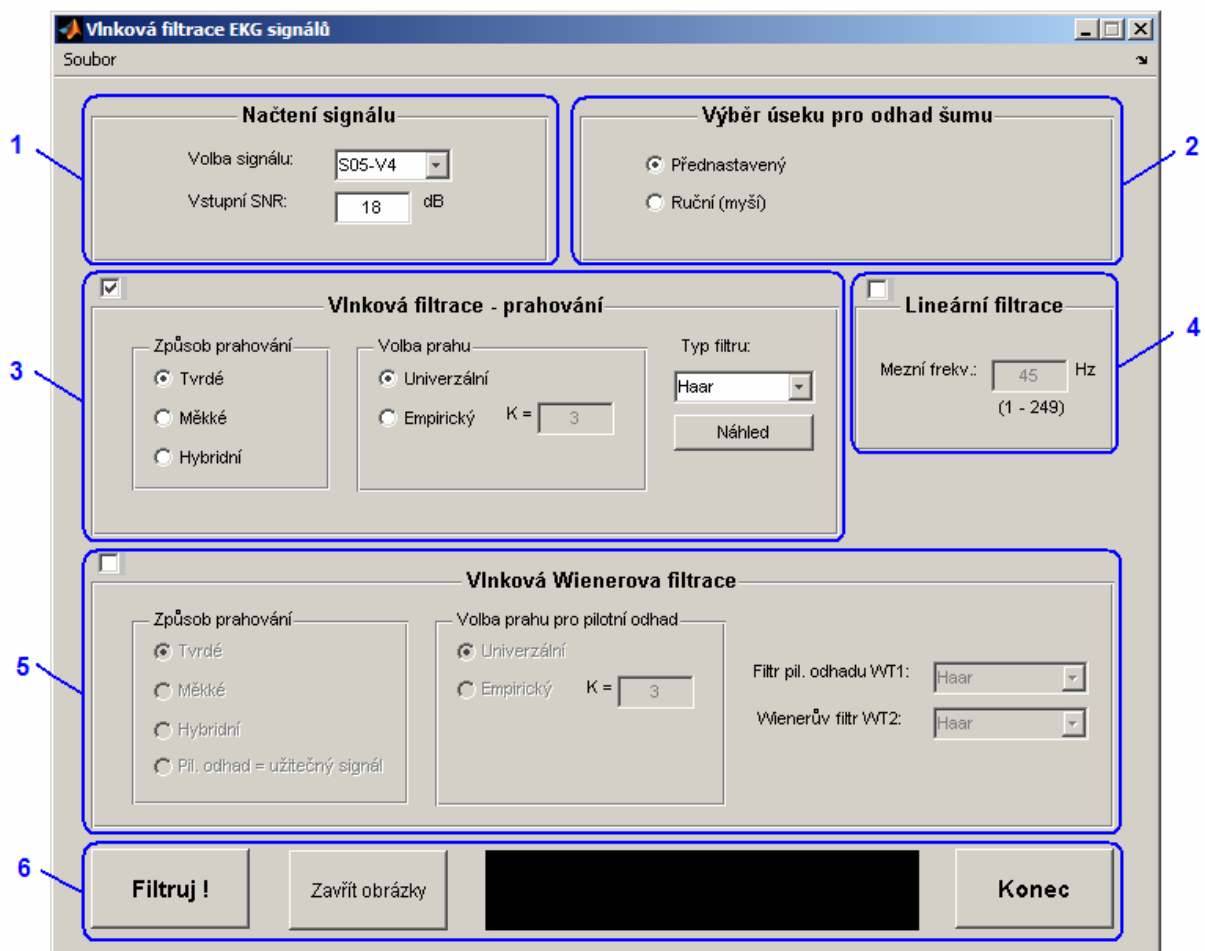 Vlnková filtrace EKG signálů
Soubor
1
Načtení signálu
Volba signálu: S05-V4
Vstupní SNR: 18 dB
Výběr úseku pro odhad šumu
2
Přednastavený
Ruční (myší)
3
Vlnková filtrace - prahování
Způsob prahování
Tvrdé
Měkké
Hybridní
Volba prahu
Univerzální
Empirický K = 3
Typ filtru:
Haar
Náhled
Lineární filtrace
4
Mezní frekv.: 45 Hz
(1 - 249)
5
Vlnková Wienerova filtrace
Způsob prahování
Tvrdé
Měkké
Hybridní
Pil. odhad = užitečný signál
Volba prahu pro pilotní odhad
Univerzální
Empirický K = 3
Filtr pil. odhadu WT1: Haar
Wienerův filtr WT2: Haar
6
Filtruj !
Zavřít obrázky
Konec